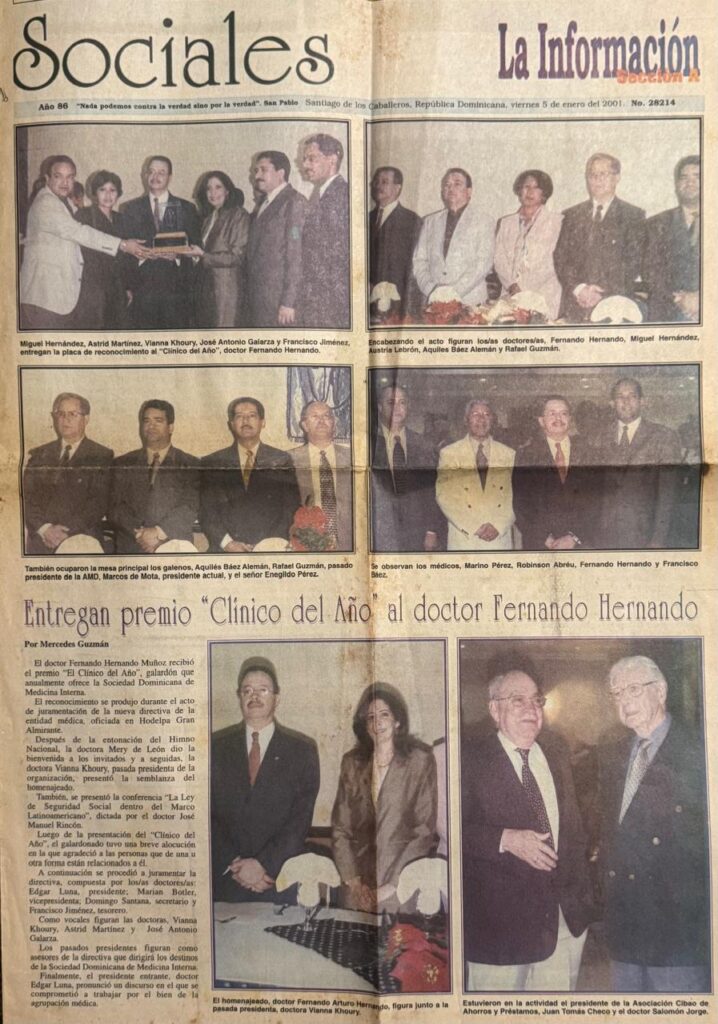 Sociales
La Información
Sección A
Año 86 "Nada podemos contra la verdad sino por la verdad". San Pablo Santiago de los Caballeros, República Dominicana, viernes 5 de enero del 2001. No. 28214
Miguel Hernández, Astrid Martínez, Vianna Khoury, José Antonio Galarza y Francisco Jiménez,
entregan la placa de reconocimiento al "Clínico del Año", doctor Fernando Hernando.
Encabezando el acto figuran los/as doctores/as, Fernando Hernando, Miguel Hernández,
Austria Lebrón, Aquiles Báez Alemán y Rafael Guzmán.
También ocuparon la mesa principal los galenos, Aquilés Báez Alemán, Rafael Guzmán, pasado
presidente de la AMD, Marcos de Mota, presidente actual, y el señor Enegildo Pérez.
Se observan los médicos, Marino Pérez, Robinson Abréu, Fernando Hernando y Francisco
Báez.
Entregan premio "Clínico del Año" al doctor Fernando Hernando
Por Mercedes Guzmán
El doctor Fernando Hernando Muñoz recibió
el premio "El Clínico del Año", galardón que
anualmente ofrece la Sociedad Dominicana de
Medicina Interna.
El reconocimiento se produjo durante el acto
de juramentación de la nueva directiva de la
entidad médica, oficiada en Hodelpa Gran
Almirante.
Después de la entonación del Himno
Nacional, la doctora Mery de León dio la
bienvenida a los invitados y a seguidas, la
doctora Vianna Khoury, pasada presidenta de la
organización, presentó la semblanza del
homenajeado.
También, se presentó la conferencia "La Ley
de Seguridad Social dentro del Marco
Latinoamericano", dictada por el doctor José
Manuel Rincón.
Luego de la presentación del "Clínico del
Año", el galardonado tuvo una breve alocución
en la que agradeció a las personas que de una u
otra forma están relacionados a él.
A continuación se procedió a juramentar la
directiva, compuesta por los/as doctores/as:
Edgar Luna, presidente; Marian Botler,
vicepresidenta; Domingo Santana, secretario y
Francisco Jiménez, tesorero.
Como vocales figuran las doctoras, Vianna
Khoury, Astrid Martínez y José Antonio
Galarza.
Los pasados presidentes figuran como
asesores de la directiva que dirigirá los destinos
de la Sociedad Dominicana de Medicina Interna.
Finalmente, el presidente entrante, doctor
Edgar Luna, pronunció un discurso en el que se
comprometió a trabajar por el bien de la
agrupación médica.
El homenajeado, doctor Fernando Arturo Hernando, figura junto a la
pasada presidenta, doctora Vianna Khoury.
Estuvieron en la actividad el presidente de la Asociación Cibao de
Ahorros y Préstamos, Juan Tomás Checo y el doctor Salomón Jorge.